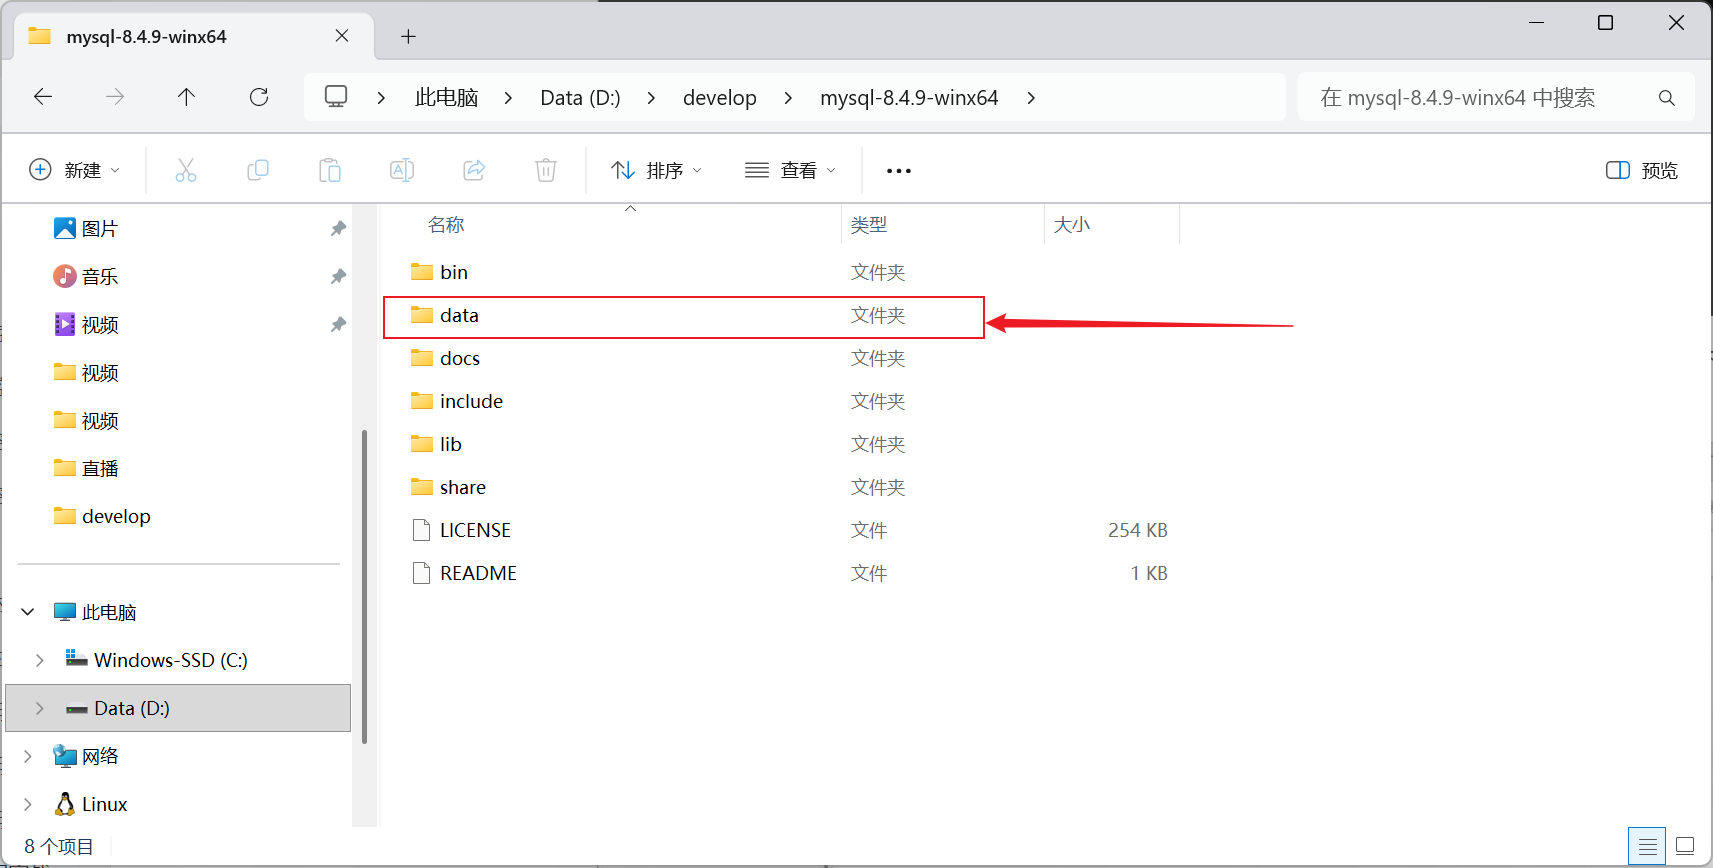 mysql-8.4.9-winx64
此电脑 Data (D:) develop mysql-8.4.9-winx64
在 mysql-8.4.9-winx64 中搜索
新建 排序 查看 预览
图片
音乐
视频
视频
视频
直播
develop
此电脑
Windows-SSD (C:)
Data (D:)
网络
Linux
名称 类型 大小
bin 文件夹
data 文件夹
docs 文件夹
include 文件夹
lib 文件夹
share 文件夹
LICENSE 文件 254 KB
README 文件 1 KB
8 个项目